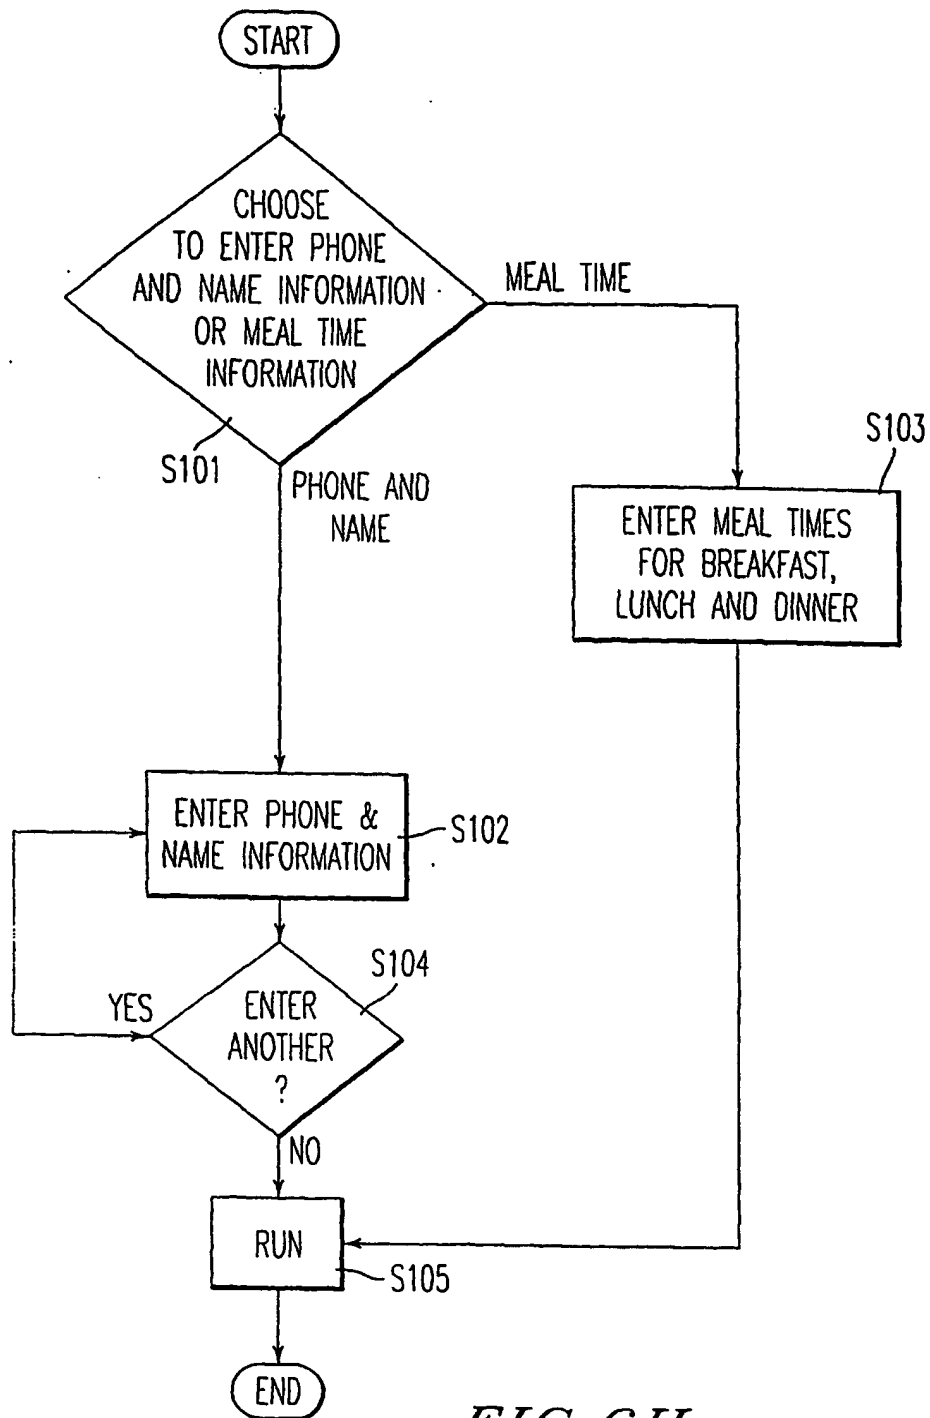 START
CHOOSE
TO ENTER PHONE
AND NAME INFORMATION
OR MEAL TIME
INFORMATION
S101
MEAL TIME
PHONE AND
NAME
S103
ENTER MEAL TIMES
FOR BREAKFAST,
LUNCH AND DINNER
ENTER PHONE &
NAME INFORMATION
S102
S104
YES
ENTER
ANOTHER
?
NO
RUN
S105
END